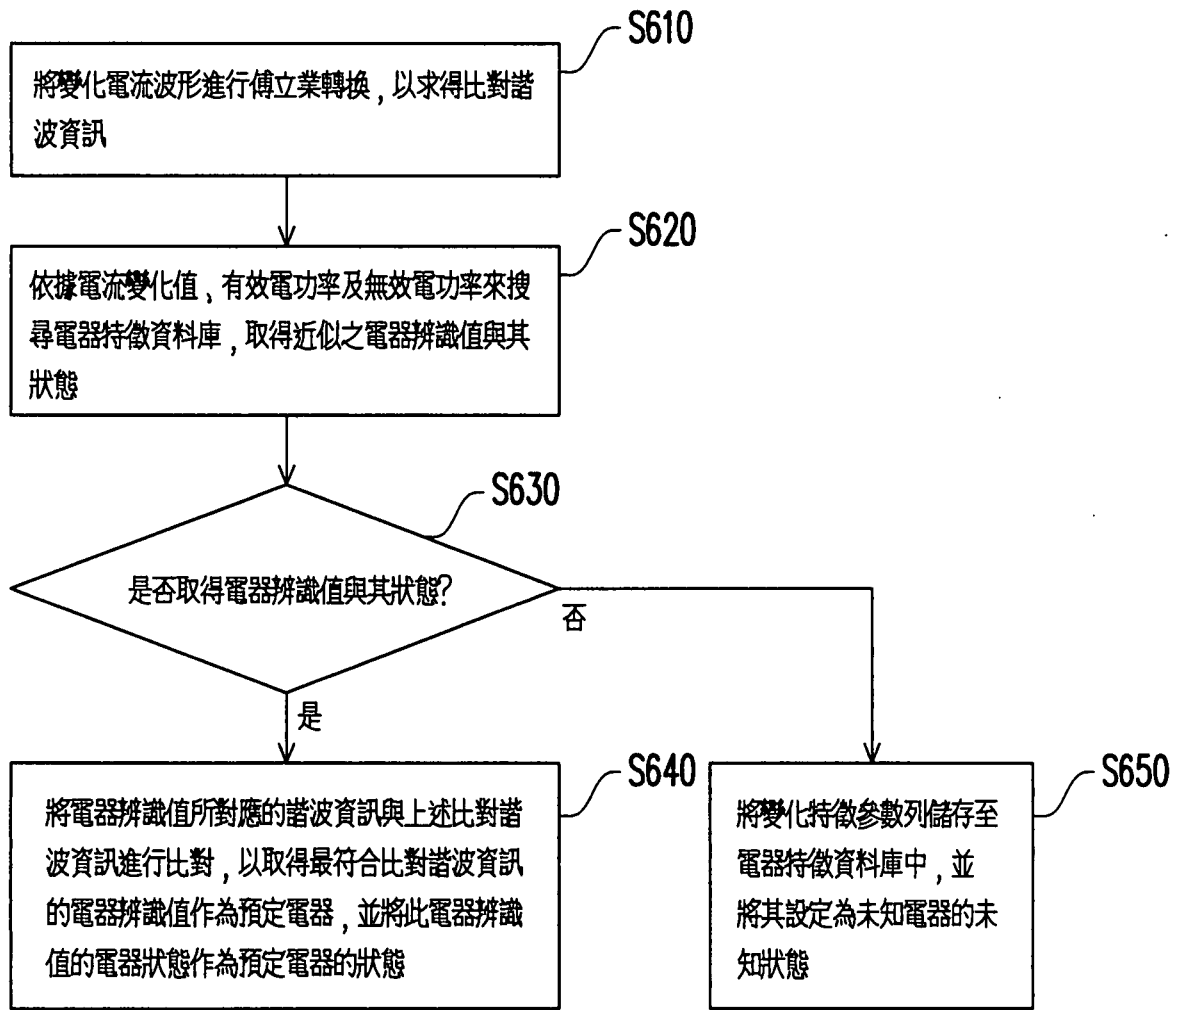 S610
將變化電流波形進行傅立業轉換，以求得比對諧
波資訊
S620
依據電流變化值、有效電功率及無效電功率來搜
尋電器特徵資料庫，取得近似之電器辨識值與其
狀態
S630
是否取得電器辨識值與其狀態?
否
是
S640
將電器辨識值所對應的諧波資訊與上述比對諧
波資訊進行比對，以取得最符合比對諧波資訊
的電器辨識值作為預定電器，並將此電器辨識
值的電器狀態作為預定電器的狀態
S650
將變化特徵參數列儲存至
電器特徵資料庫中，並
將其設定為未知電器的未
知狀態